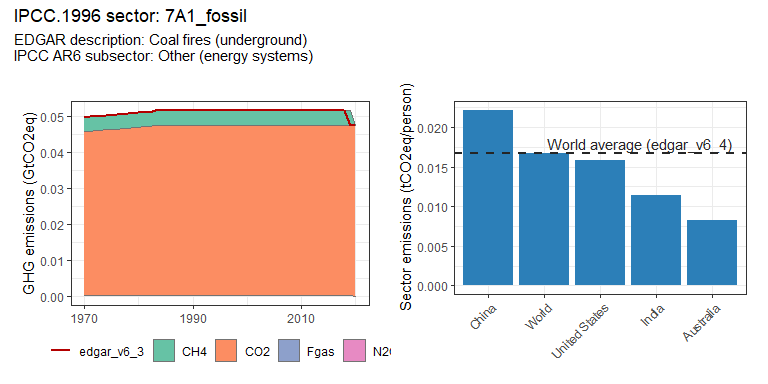 IPCC.1996 sector: 7A1_fossil
EDGAR description: Coal fires (underground)
IPCC AR6 subsector: Other (energy systems)
GHG emissions (GtCO2eq)
0.05
0.04
0.03
0.02
0.01
0.00
1970
1990
2010
edgar_v6_3
CH4
CO2
Fgas
N2
Sector emissions (tCO2eq/person)
0.020
0.015
0.010
0.005
0.000
World average (edgar_v6_4)
China
World
United States
India
Australia